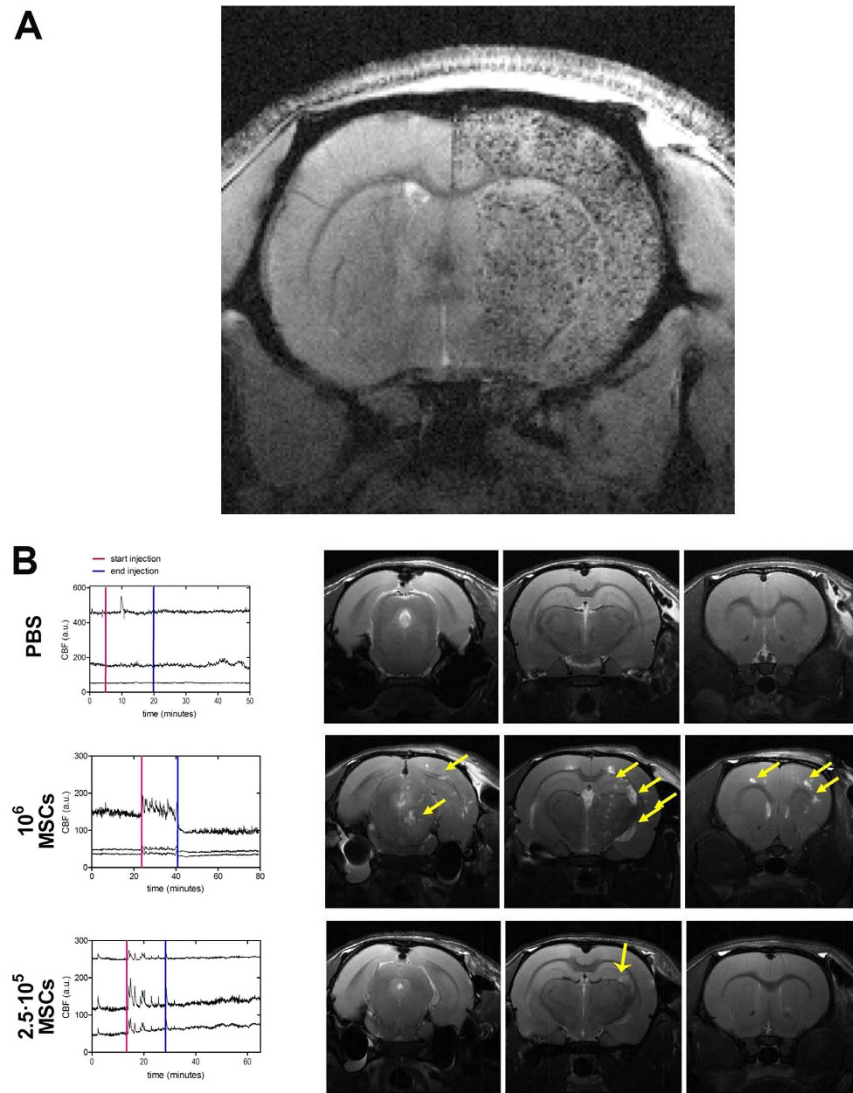 A
B
start injection
end injection
PBS
CBF (a.u.)
600
400
200
0
0 10 20 30 40 50
time (minutes)
10⁶
MSCs
CBF (a.u.)
300
200
100
0
0 20 40 60 80
time (minutes)
2.5·10⁵
MSCs
CBF (a.u.)
300
200
100
0
0 20 40 60
time (minutes)